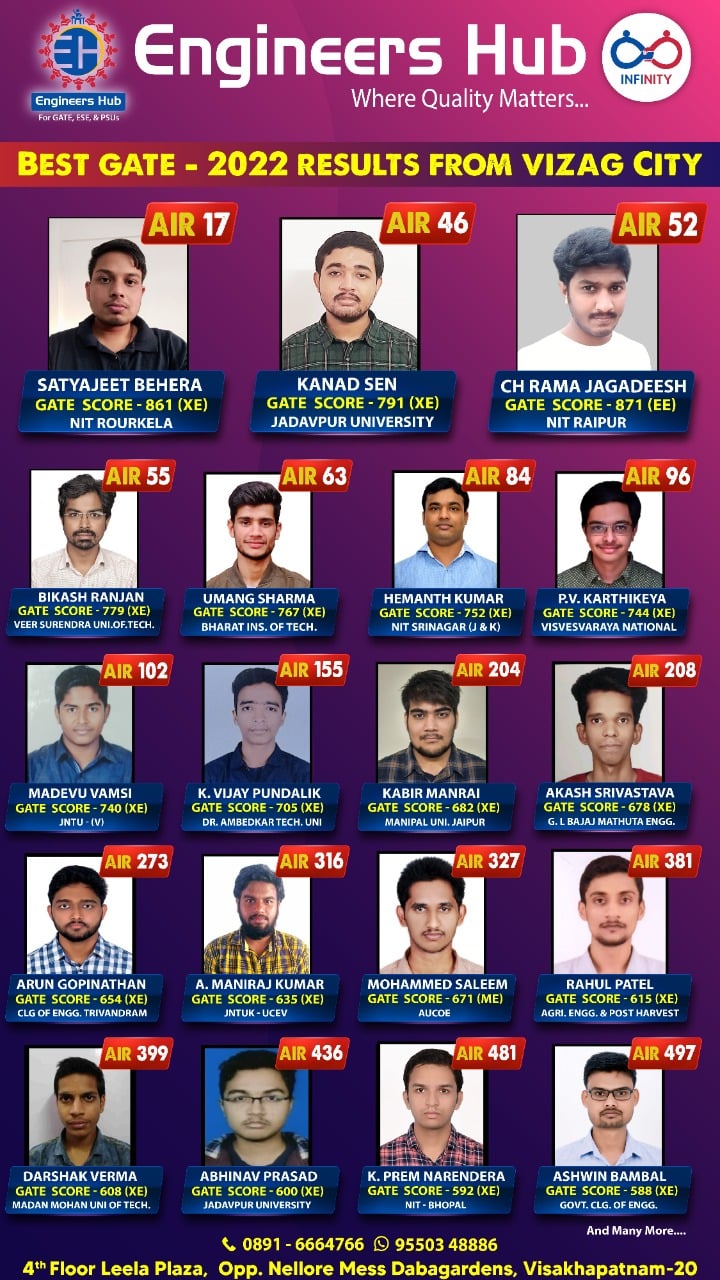 EH
Engineers Hub
For GATE, ESE, & PSUs
Engineers Hub
Where Quality Matters...
INFINITY
BEST GATE - 2022 RESULTS FROM VIZAG CITY
AIR 17
SATYAJEET BEHERA
GATE SCORE - 861 (XE)
NIT ROURKELA
AIR 46
KANAD SEN
GATE SCORE - 791 (XE)
JADAVPUR UNIVERSITY
AIR 52
CH RAMA JAGADEESH
GATE SCORE - 871 (EE)
NIT RAIPUR
AIR 55
BIKASH RANJAN
GATE SCORE - 779 (XE)
VEER SURENDRA UNI.OF.TECH.
AIR 63
UMANG SHARMA
GATE SCORE - 767 (XE)
BHARAT INS. OF TECH.
AIR 84
HEMANTH KUMAR
GATE SCORE - 752 (XE)
NIT SRINAGAR (J & K)
AIR 96
P.V. KARTHIKEYA
GATE SCORE - 744 (XE)
VISVESVARAYA NATIONAL
AIR 102
MADEVU VAMSI
GATE SCORE - 740 (XE)
JNTU - (V)
AIR 155
K. VIJAY PUNDALIK
GATE SCORE - 705 (XE)
DR. AMBEDKAR TECH. UNI
AIR 204
KABIR MANRAI
GATE SCORE - 682 (XE)
MANIPAL UNI. JAIPUR
AIR 208
AKASH SRIVASTAVA
GATE SCORE - 678 (XE)
G. L BAJAJ MATHUTA ENGG.
AIR 273
ARUN GOPINATHAN
GATE SCORE - 654 (XE)
CLG OF ENGG. TRIVANDRAM
AIR 316
A. MANIRAJ KUMAR
GATE SCORE - 635 (XE)
JNTUK - UCEV
AIR 327
MOHAMMED SALEEM
GATE SCORE - 671 (ME)
AUCOE
AIR 381
RAHUL PATEL
GATE SCORE - 615 (XE)
AGRI. ENGG. & POST HARVEST
AIR 399
DARSHAK VERMA
GATE SCORE - 608 (XE)
MADAN MOHAN UNI OF TECH.
AIR 436
ABHINAV PRASAD
GATE SCORE - 600 (XE)
JADAVPUR UNIVERSITY
AIR 481
K. PREM NARENDERA
GATE SCORE - 592 (XE)
NIT - BHOPAL
AIR 497
ASHWIN BAMBAL
GATE SCORE - 588 (XE)
GOVT. CLG. OF ENGG.
And Many More....
0891 - 6664766 95503 48886
4th Floor Leela Plaza, Opp. Nellore Mess Dabagardens, Visakhapatnam-20